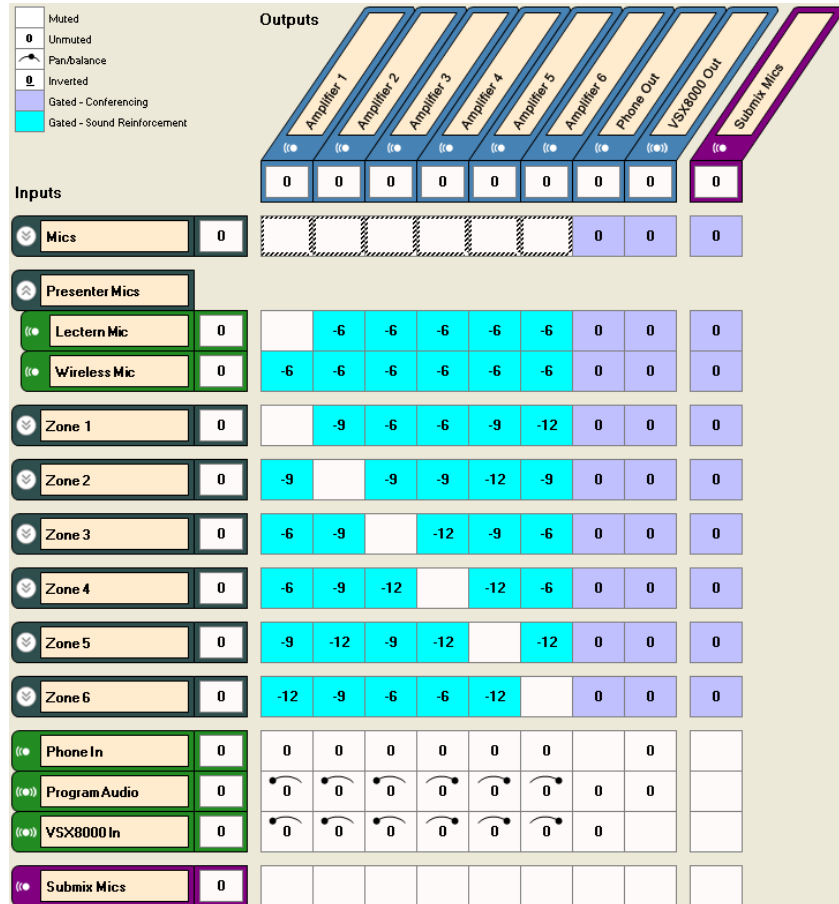 Muted
0 Unmuted
Pan/balance
0 Inverted
Gated - Conferencing
Gated - Sound Reinforcement
Outputs
Amplifier 1 Amplifier 2 Amplifier 3 Amplifier 4 Amplifier 5 Amplifier 6 Phone Out VSX8000 Out Submix Mics
0 0 0 0 0 0 0 0 0
Inputs
Mics 0 0 0 0
Presenter Mics
Lectern Mic 0 -6 -6 -6 -6 -6 0 0 0
Wireless Mic 0 -6 -6 -6 -6 -6 -6 0 0 0
Zone 1 0 -9 -6 -6 -9 -12 0 0 0
Zone 2 0 -9 -9 -9 -12 -9 0 0 0
Zone 3 0 -6 -9 -12 -9 -6 0 0 0
Zone 4 0 -6 -9 -12 -12 -6 0 0 0
Zone 5 0 -9 -12 -9 -12 -12 0 0 0
Zone 6 0 -12 -9 -6 -6 -12 0 0 0
Phone In 0 0 0 0 0 0 0 0
Program Audio 0 0 0 0 0 0 0 0 0
VSX8000 In 0 0 0 0 0 0 0 0
Submix Mics 0